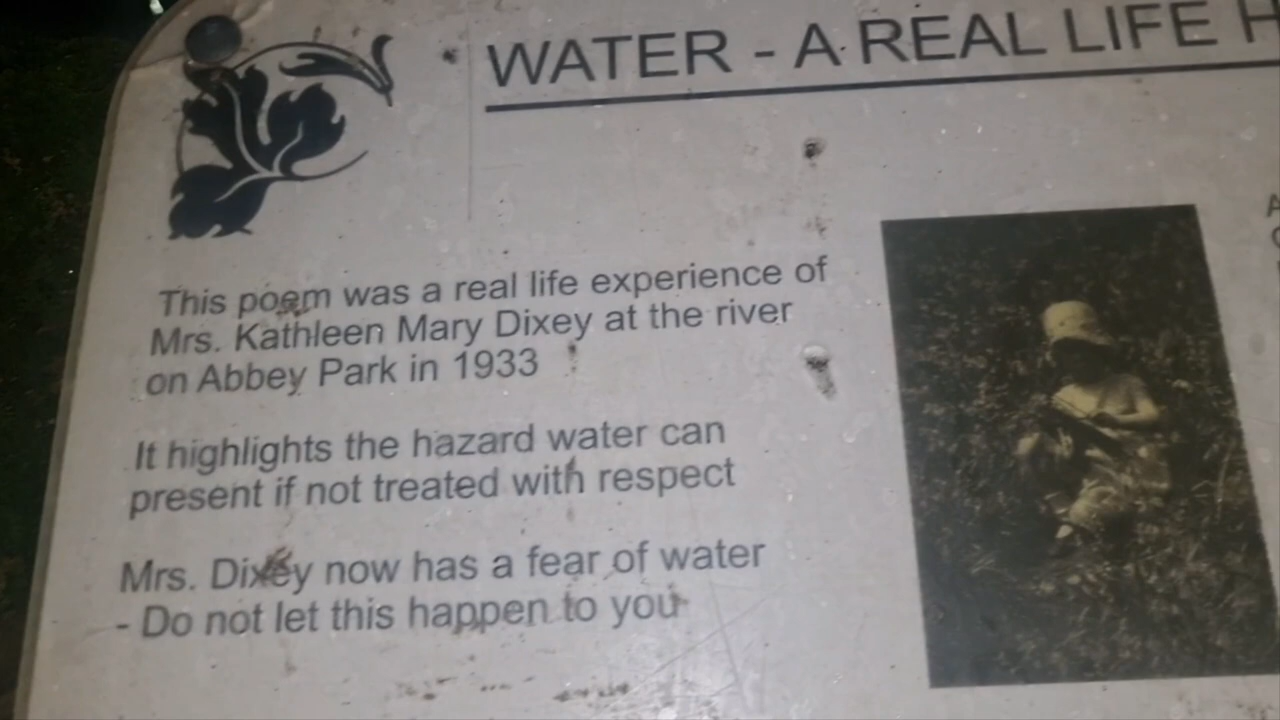 WATER - A REAL LIFE H
This poem was a real life experience of
Mrs. Kathleen Mary Dixey at the river
on Abbey Park in 1933
It highlights the hazard water can
present if not treated with respect
Mrs. Dixey now has a fear of water
- Do not let this happen to you